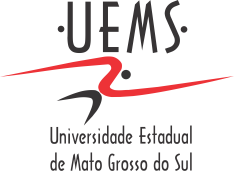 ·UEMS·
Universidade Estadual
de Mato Grosso do Sul